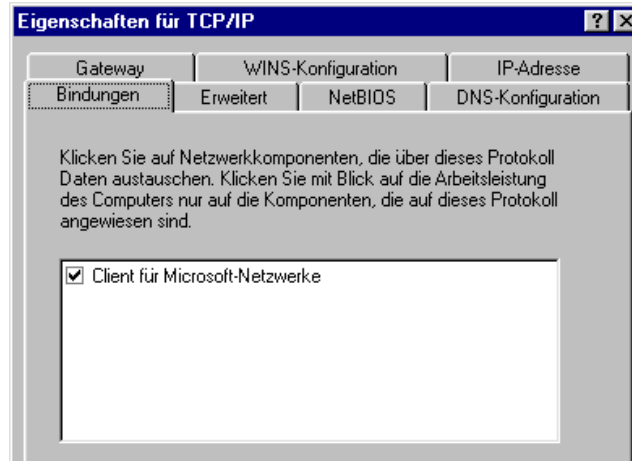 Eigenschaften für TCP/IP
Gateway WINS-Konfiguration IP-Adresse
Bindungen Erweitert NetBIOS DNS-Konfiguration
Klicken Sie auf Netzwerkkomponenten, die über dieses Protokoll
Daten austauschen. Klicken Sie mit Blick auf die Arbeitsleistung
des Computers nur auf die Komponenten, die auf dieses Protokoll
angewiesen sind.
Client für Microsoft-Netzwerke